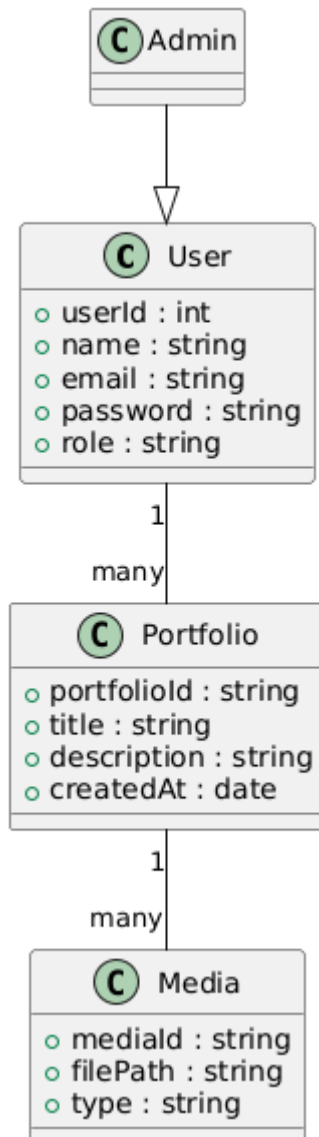 C Admin
C User
userId : int
name : string
email : string
password : string
role : string
1
many
C Portfolio
portfolioId : string
title : string
description : string
createdAt : date
1
many
C Media
mediaId : string
filePath : string
type : string